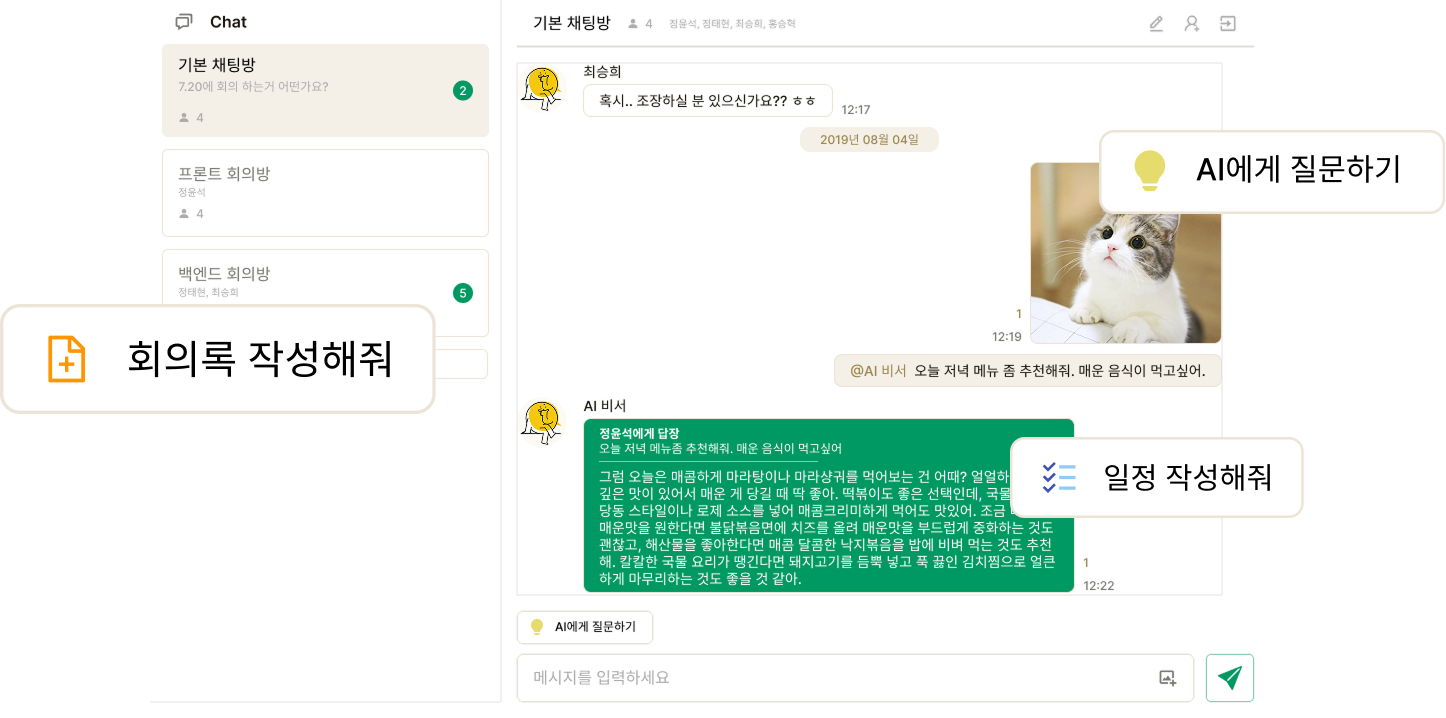 Chat
기본 채팅방
7.20에 회의 하는거 어떤가요?
2
4
프론트 회의방
정윤석
4
백엔드 회의방
정태현, 최승희
5
회의록 작성해줘
기본 채팅방
4
정윤석, 정태현, 최승희, 홍승혁
최승희
혹시.. 조장하실 분 있으신가요?? ㅎㅎ
12:17
2019년 08월 04일
AI에게 질문하기
1
12:19
@AI 비서 오늘 저녁 메뉴 좀 추천해줘. 매운 음식이 먹고싶어.
AI 비서
정윤석에게 답장
오늘 저녁 메뉴좀 추천해줘. 매운 음식이 먹고싶어
그럼 오늘은 매콤하게 마라탕이나 마라샹궈를 먹어보는 건 어때? 얼얼하
깊은 맛이 있어서 매운 게 당길 때 딱 좋아. 떡볶이도 좋은 선택인데, 국물
당동 스타일이나 로제 소스를 넣어 매콤크리미하게 먹어도 맛있어. 조금
매운맛을 원한다면 불닭볶음면에 치즈를 올려 매운맛을 부드럽게 중화하는 것도
괜찮고, 해산물을 좋아한다면 매콤 달콤한 낙지볶음을 밥에 비벼 먹는 것도 추천
해. 칼칼한 국물 요리가 땡긴다면 돼지고기를 듬뿍 넣고 푹 끓인 김치찜으로 얼큰
하게 마무리하는 것도 좋을 것 같아.
일정 작성해줘
1
12:22
AI에게 질문하기
메시지를 입력하세요